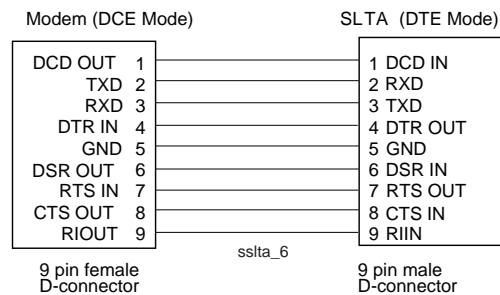 Modem (DCE Mode) SLTA (DTE Mode)
DCD OUT 1 1 DCD IN
TXD 2 2 RXD
RXD 3 3 TXD
DTR IN 4 4 DTR OUT
GND 5 5 GND
DSR OUT 6 6 DSR IN
RTS IN 7 7 RTS OUT
CTS OUT 8 8 CTS IN
RIOUT 9 9 RIIN
sslta_6
9 pin female 9 pin male
D-connector D-connector